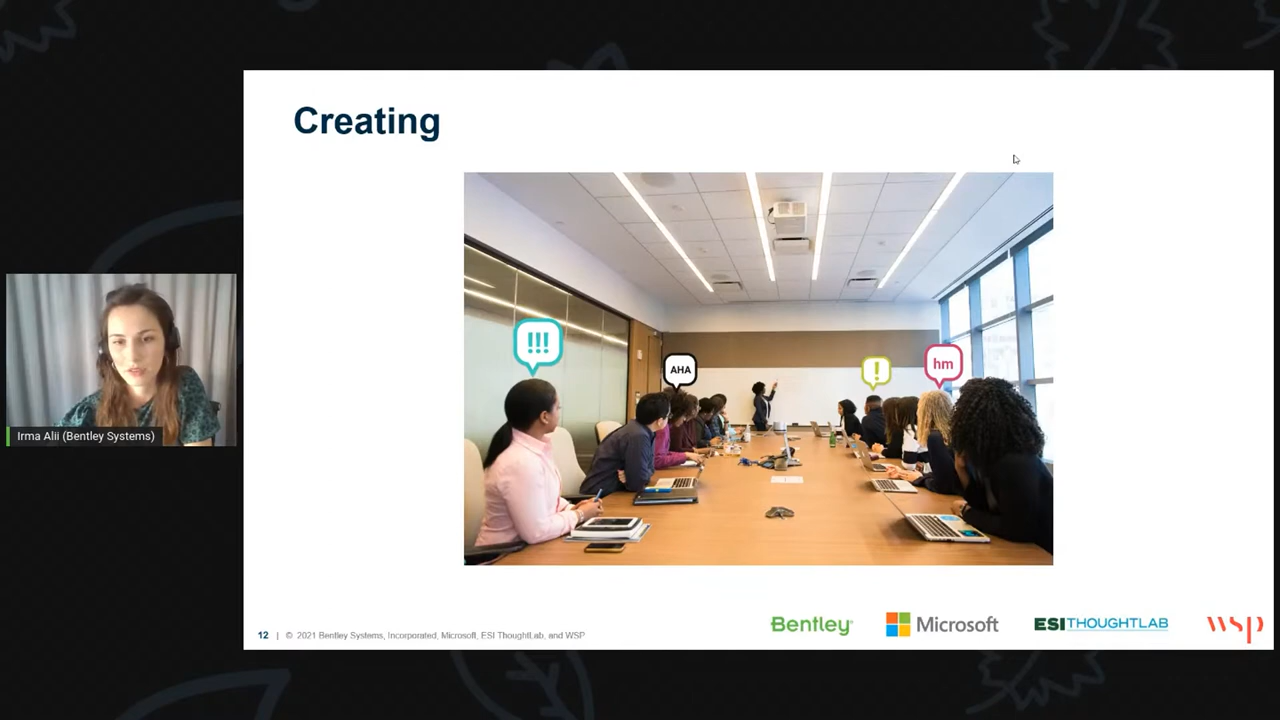 Creating
!!!
AHA
!
hm
Irma Alii (Bentley Systems)
12 | © 2021 Bentley Systems, Incorporated, Microsoft, ESI ThoughtLab, and WSP
Bentley®
Microsoft
ESI THOUGHTLAB
wsp